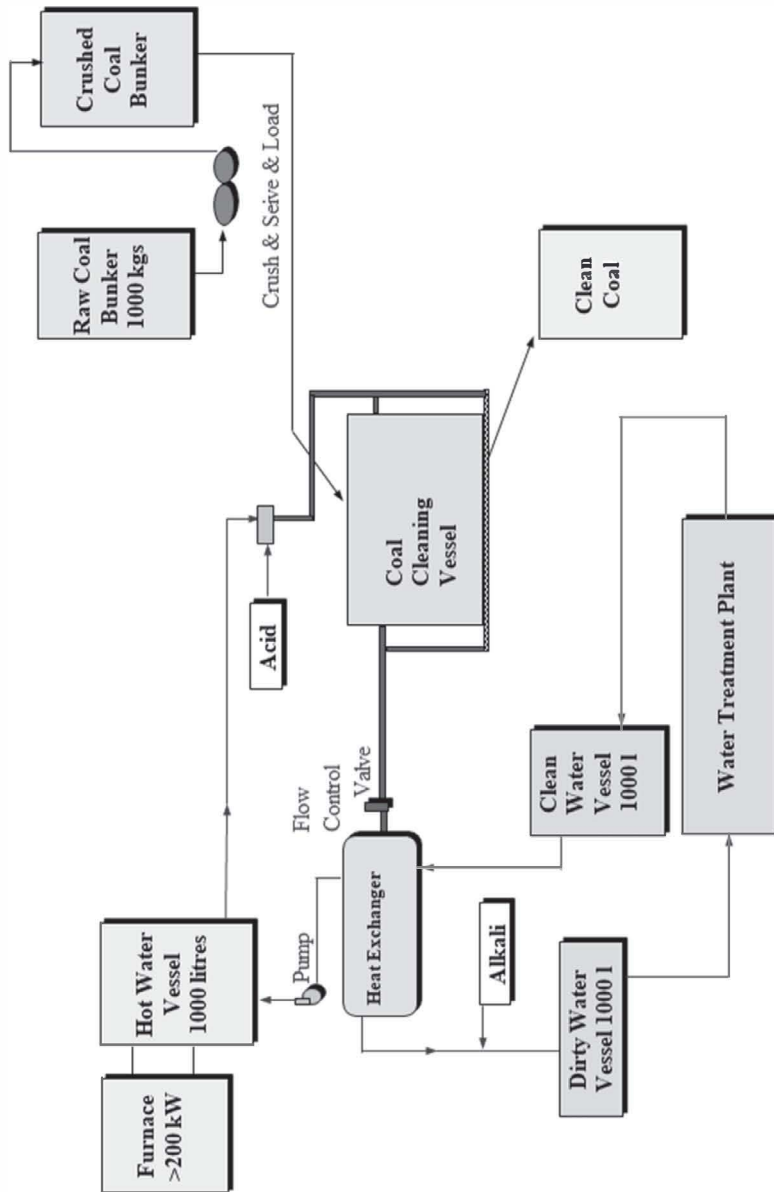 Furnace
>200 kW
Hot Water
Vessel
1000 litres
Pump
Flow
Control
Valve
Heat Exchanger
Acid
Alkali
Dirty Water
Vessel 1000 l
Clean
Water
Vessel
1000 l
Water Treatment Plant
Coal
Cleaning
Vessel
Raw Coal
Bunker
1000 kgs
Crushed
Coal
Bunker
Crush & Seive & Load
Clean
Coal